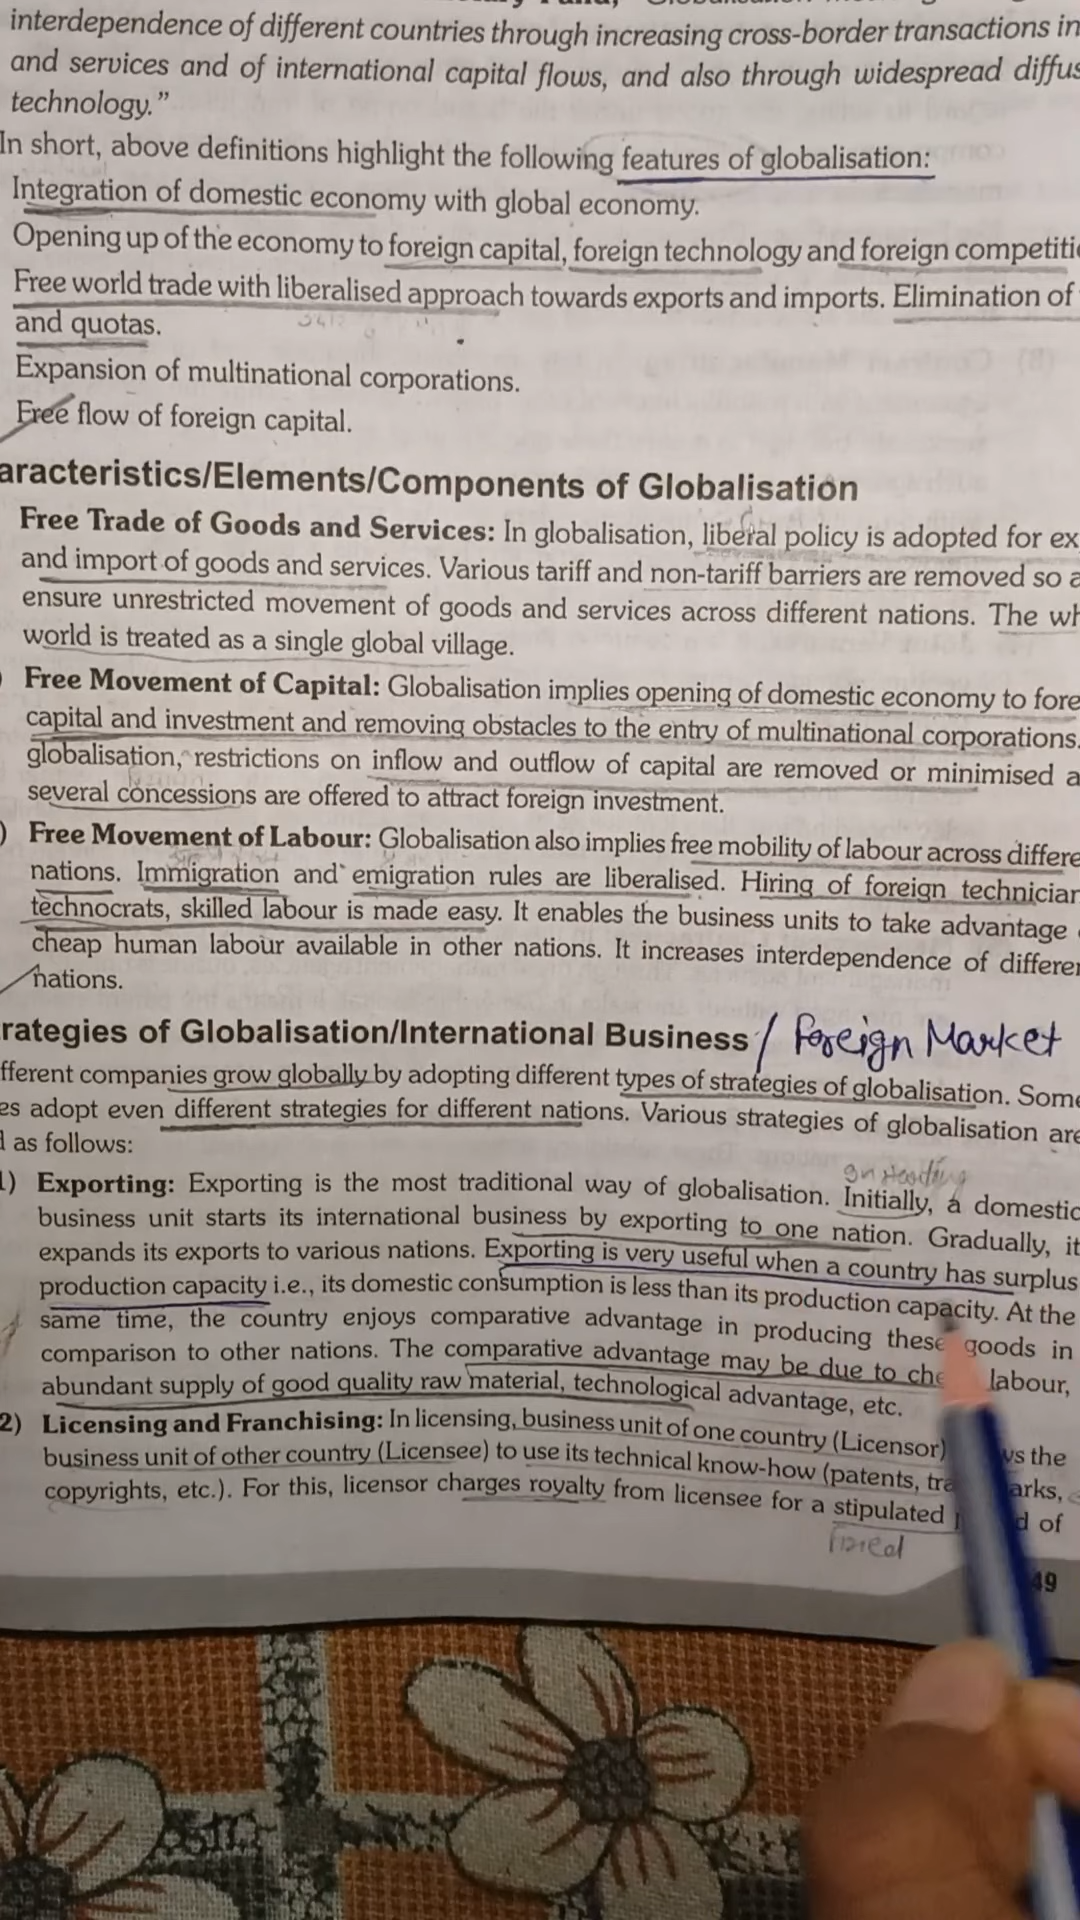 interdependence of different countries through increasing cross-border transactions in
and services and of international capital flows, and also through widespread diffus
technology.”
In short, above definitions highlight the following features of globalisation:
Integration of domestic economy with global economy.
Opening up of the economy to foreign capital, foreign technology and foreign competiti
Free world trade with liberalised approach towards exports and imports. Elimination of
and quotas.
Expansion of multinational corporations.
Free flow of foreign capital.
aracteristics/Elements/Components of Globalisation
Free Trade of Goods and Services: In globalisation, liberal policy is adopted for ex
and import of goods and services. Various tariff and non-tariff barriers are removed so a
ensure unrestricted movement of goods and services across different nations. The wh
world is treated as a single global village.
Free Movement of Capital: Globalisation implies opening of domestic economy to fore
capital and investment and removing obstacles to the entry of multinational corporations.
globalisation, restrictions on inflow and outflow of capital are removed or minimised a
several concessions are offered to attract foreign investment.
) Free Movement of Labour: Globalisation also implies free mobility of labour across differe
nations. Immigration and emigration rules are liberalised. Hiring of foreign technician
technocrats, skilled labour is made easy. It enables the business units to take advantage
cheap human labour available in other nations. It increases interdependence of differen
nations.
rategies of Globalisation/International Business / Foreign Market
fferent companies grow globally by adopting different types of strategies of globalisation. Some
es adopt even different strategies for different nations. Various strategies of globalisation are
d as follows:
1) Exporting: Exporting is the most traditional way of globalisation. Initially, a domestic
business unit starts its international business by exporting to one nation. Gradually, it
expands its exports to various nations. Exporting is very useful when a country has surplus
production capacity i.e., its domestic consumption is less than its production capacity. At the
same time, the country enjoys comparative advantage in producing these goods in
comparison to other nations. The comparative advantage may be due to che labour,
abundant supply of good quality raw material, technological advantage, etc.
2) Licensing and Franchising: In licensing, business unit of one country (Licensor) ws the
business unit of other country (Licensee) to use its technical know-how (patents, tra arks,
copyrights, etc.). For this, licensor charges royalty from licensee for a stipulated d of
49